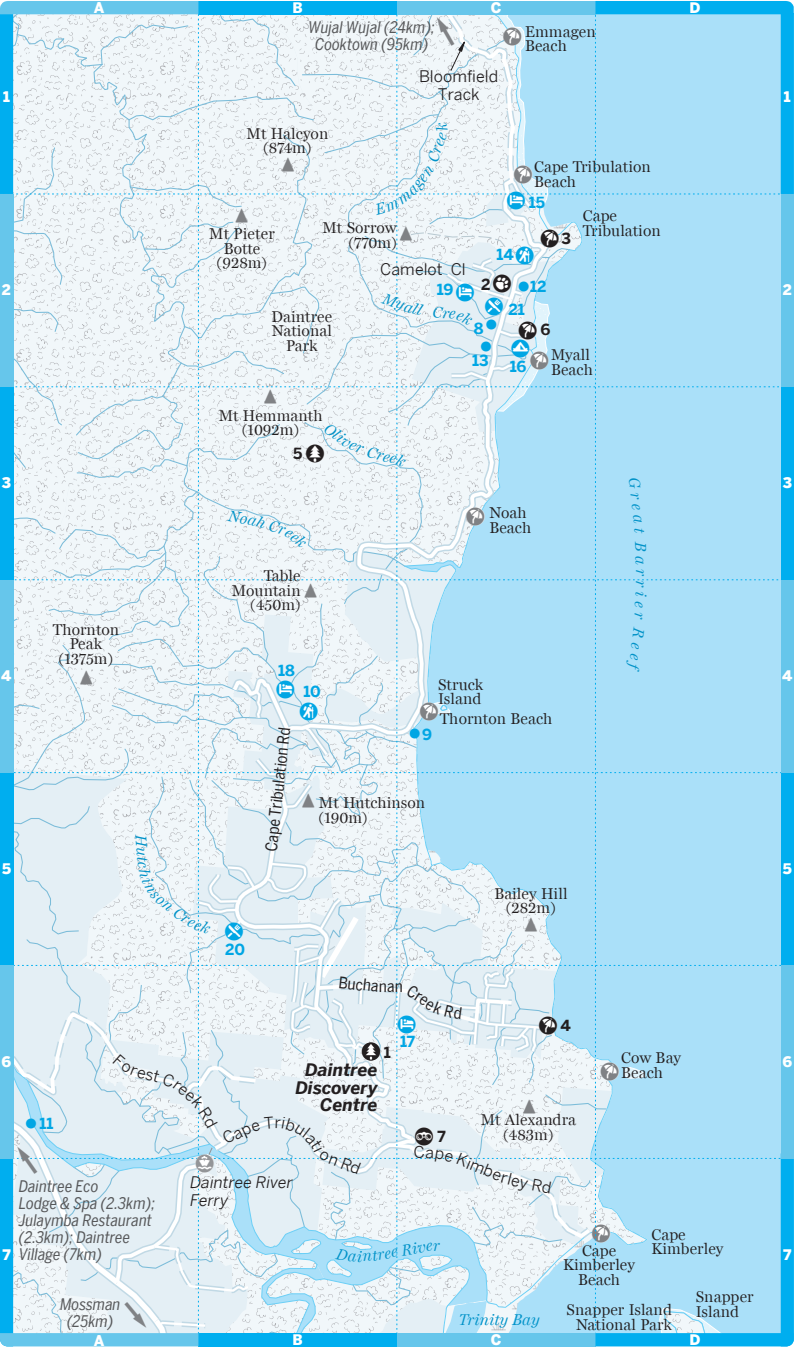 A
B
C
D
Wujal Wujal (24km);
Cooktown (95km)
Emmagen
Beach
Bloomfield
Track
1
1
Mt Halcyon
(874m)
Emmagen Creek
Cape Tribulation
Beach
15
Mt Pieter
Botte
(928m)
Mt Sorrow
(770m)
3
Cape
Tribulation
14
Camelot Cl
2
12
2
2
19
21
Myall Creek
8
6
Daintree
National
Park
13
16
Myall
Beach
Mt Hemmanth
(1092m)
Oliver Creek
5
3
3
Great Barrier Reef
Noah Creek
Noah
Beach
Table
Mountain
(450m)
Thornton
Peak
(1375m)
4
4
18
10
Struck
Island
Thornton Beach
9
Cape Tribulation Rd
Mt Hutchinson
(190m)
Hutchinson Creek
5
5
Bailey Hill
(282m)
20
Buchanan Creek Rd
17
4
1
Daintree
Discovery
Centre
6
6
Cow Bay
Beach
Forest Creek Rd
Mt Alexandra
(483m)
11
Cape Tribulation Rd
7
Cape Kimberley Rd
Daintree River
Ferry
Daintree Eco
Lodge & Spa (2.3km);
Julaymba Restaurant
(2.3km); Daintree
Village (7km)
Daintree River
Cape
Kimberley
Cape
Kimberley
Beach
7
7
Mossman
(25km)
Trinity Bay
Snapper Island
National Park
Snapper
Island
A
B
C
D